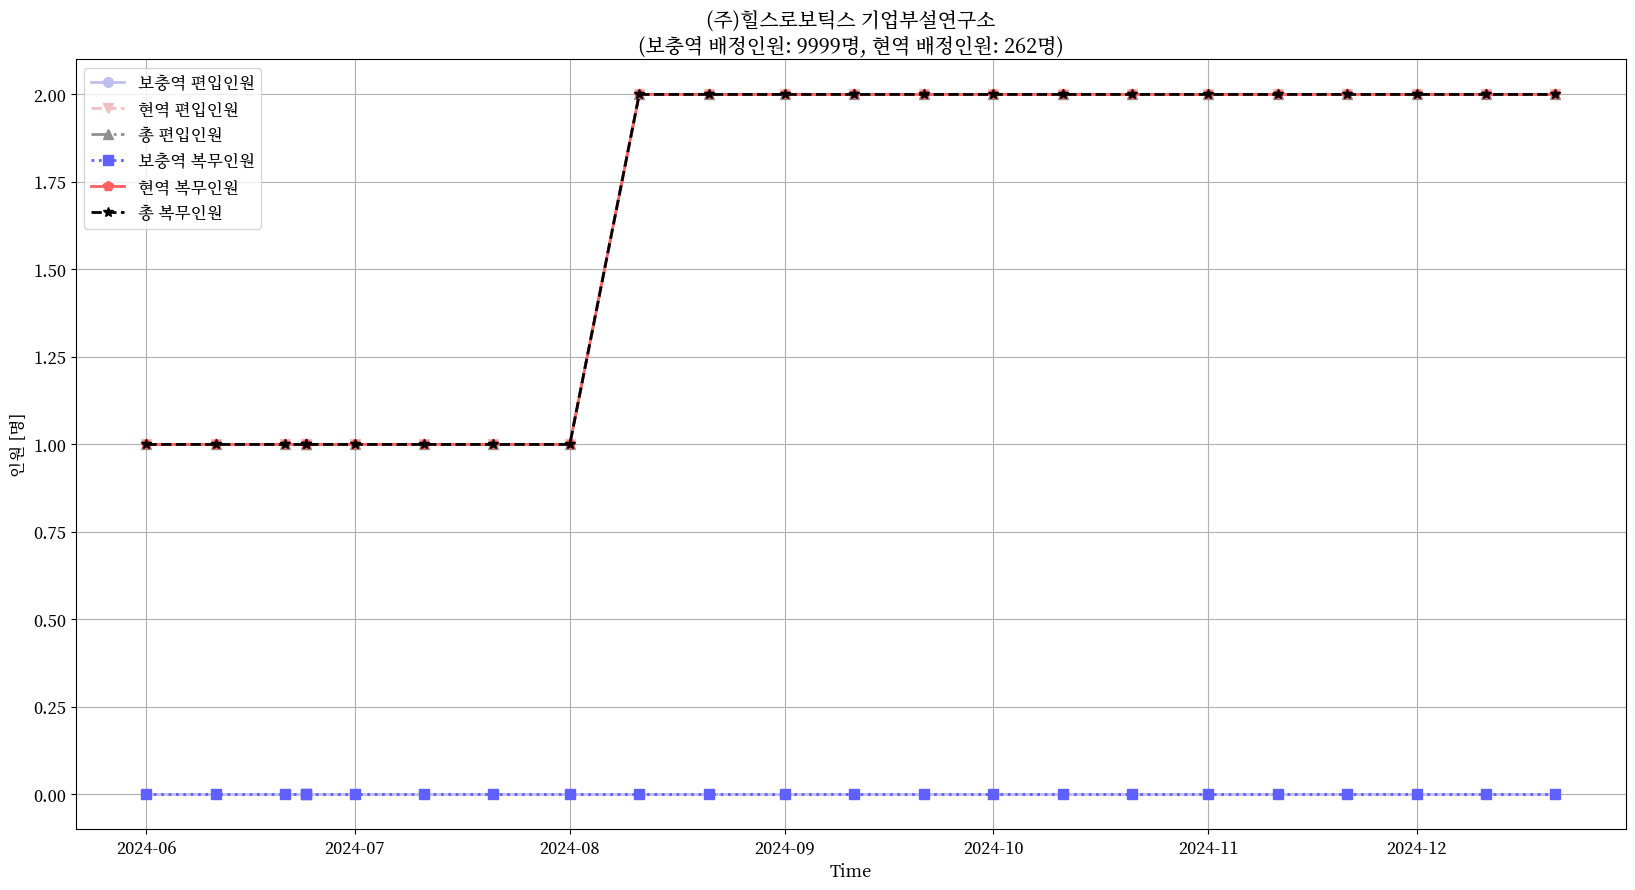 (주)힐스로보틱스 기업부설연구소
(보충역 배정인원: 9999명, 현역 배정인원: 262명)
보충역 편입인원
현역 편입인원
총 편입인원
보충역 복무인원
현역 복무인원
총 복무인원
2.00
1.75
1.50
1.25
1.00
0.75
0.50
0.25
0.00
인원 [명]
2024-06 2024-07 2024-08 2024-09 2024-10 2024-11 2024-12
Time